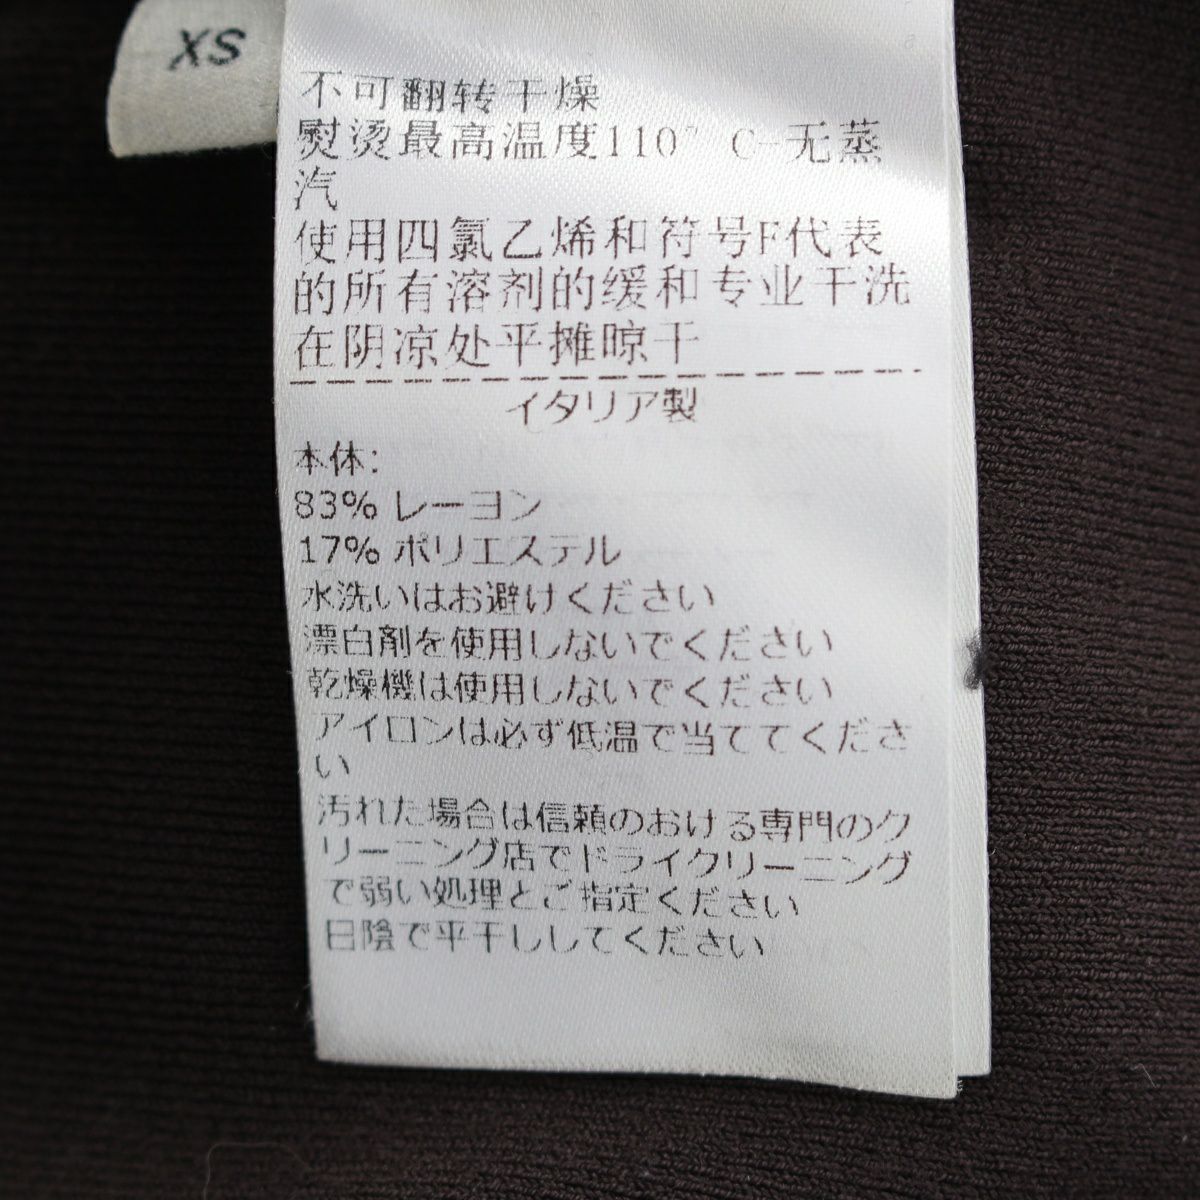 XS
不可翻转干燥
熨烫最高温度110° C-无蒸
汽
使用四氯乙烯和符号F代表
的所有溶剂的缓和专业干洗
在阴凉处平摊晾干
イタリア製
本体:
83% レーヨン
17% ポリエステル
水洗いはお避けください
漂白剤を使用しないでください
乾燥機は使用しないでください
アイロンは必ず低温で当ててくださ
い
汚れた場合は信頼のおける専門のク
リーニング店でドライクリーニング
で弱い処理とご指定ください
日陰で平干ししてください